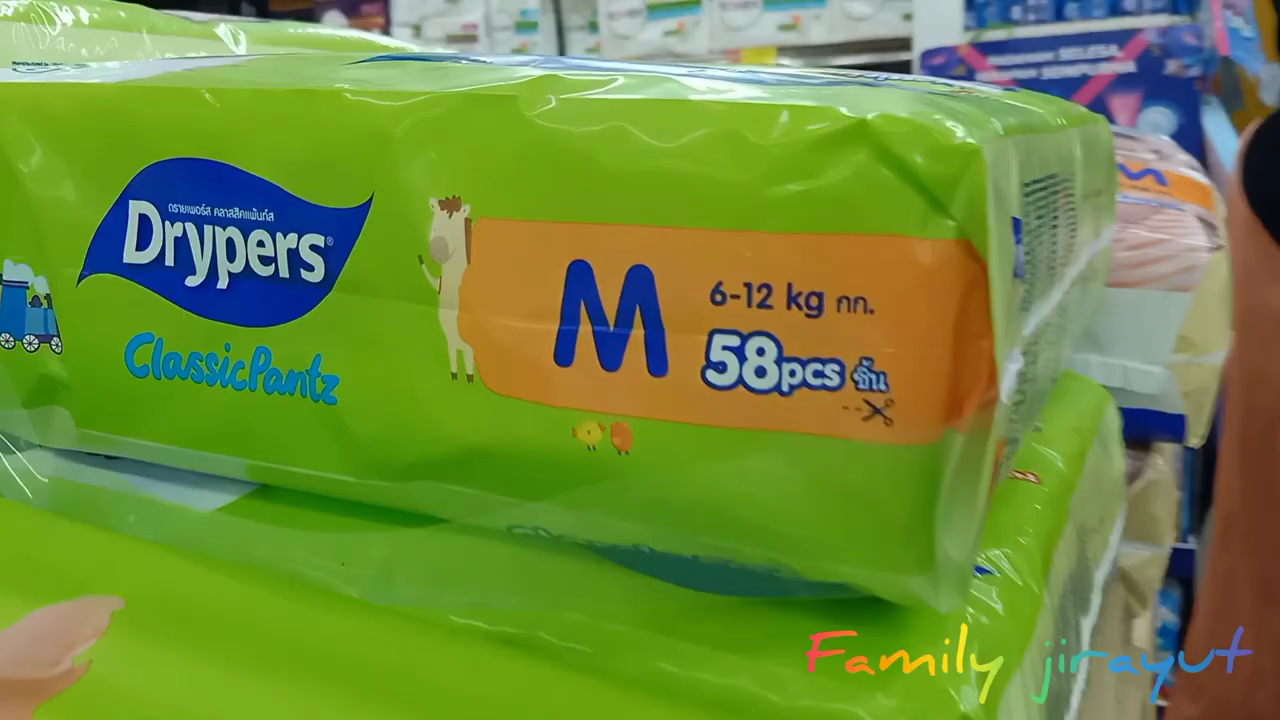 ดรายเพอร์ส คลาสสิคแพ้นท์ส
Drypers®
ClassicPantz
M
6-12 kg กก.
58pcs ชิ้น
Family jirayut